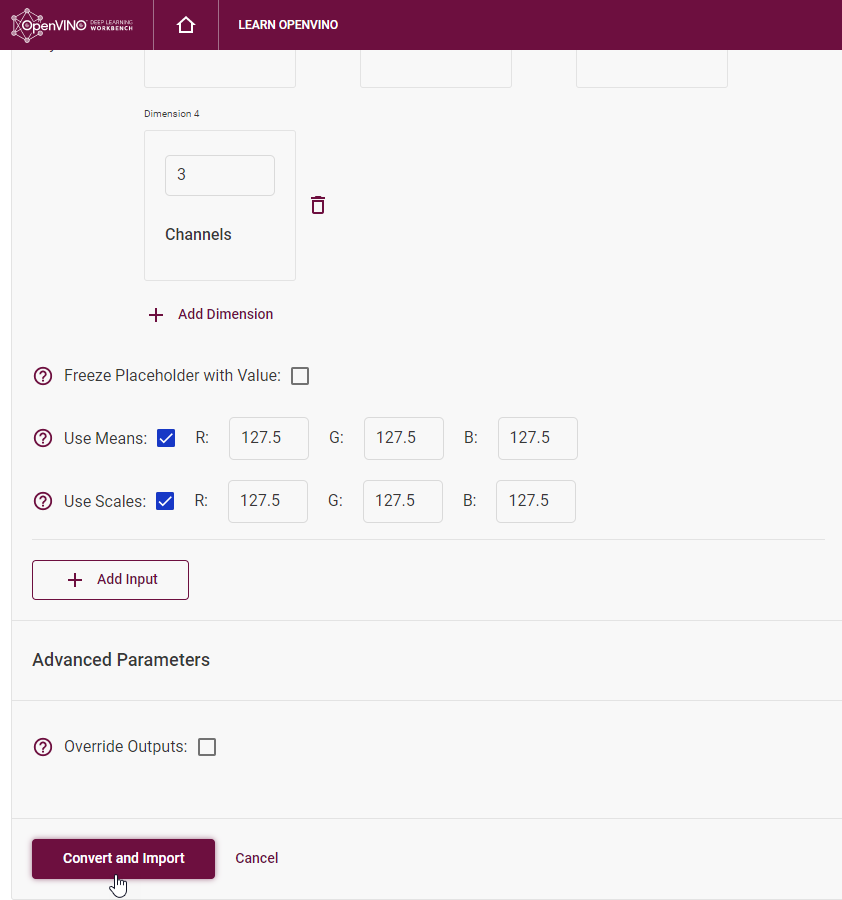 OpenVINO™ DEEP LEARNING WORKBENCH
LEARN OPENVINO
Dimension 4
3
Channels
+ Add Dimension
? Freeze Placeholder with Value:
? Use Means: R: 127.5 G: 127.5 B: 127.5
? Use Scales: R: 127.5 G: 127.5 B: 127.5
+ Add Input
Advanced Parameters
? Override Outputs:
Convert and Import Cancel